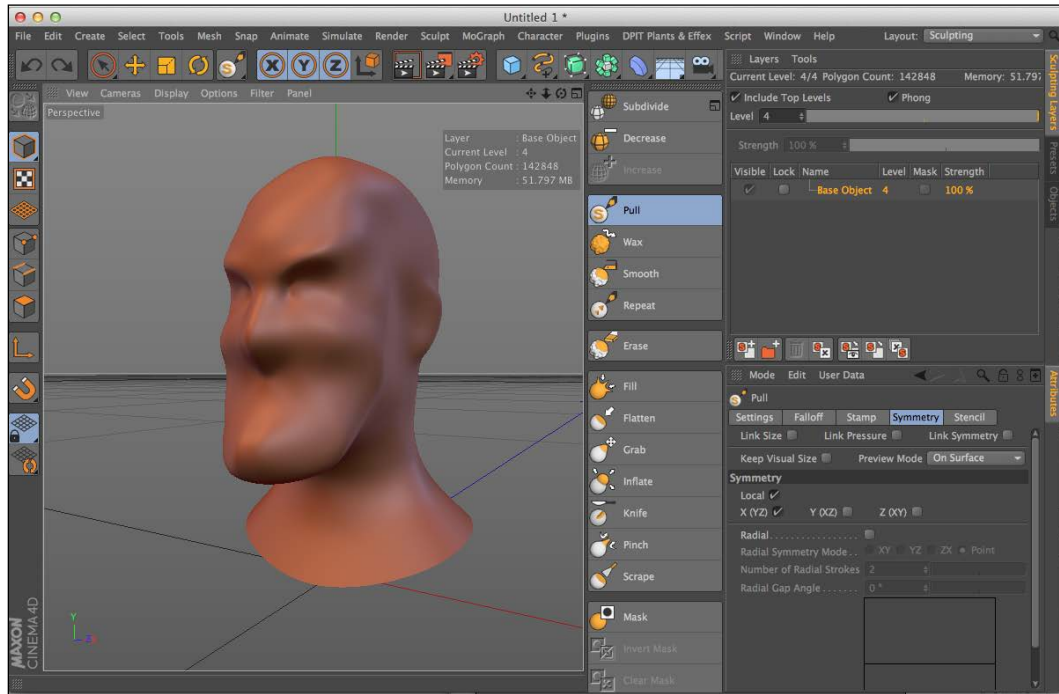 Untitled 1 *
File Edit Create Select Tools Mesh Snap Animate Simulate Render Sculpt MoGraph Character Plugins DPIT Plants & Effex Script Window Help Layout: Sculpting
X Y Z
View Cameras Display Options Filter Panel
Perspective
Layer : Base Object
Current Level : 4
Polygon Count : 142848
Memory : 51.797 MB
Y
Z
MAXON
CINEMA 4D
Subdivide
Decrease
Increase
Pull
Wax
Smooth
Repeat
Erase
Fill
Flatten
Grab
Inflate
Knife
Pinch
Scrape
Mask
Invert Mask
Clear Mask
Layers Tools
Current Level: 4/4 Polygon Count: 142848 Memory: 51.797
Include Top Levels Phong
Level 4
Strength 100 %
Visible Lock Name Level Mask Strength
Base Object 4 100 %
Sculpting Layers
Presets
Objects
Mode Edit User Data
Attributes
Pull
Settings Falloff Stamp Symmetry Stencil
Link Size Link Pressure Link Symmetry
Keep Visual Size Preview Mode On Surface
Symmetry
Local
X (YZ) Y (XZ) Z (XY)
Radial
Radial Symmetry Mode . . XY YZ ZX Point
Number of Radial Strokes 2
Radial Gap Angle . . . . . . . 0 °